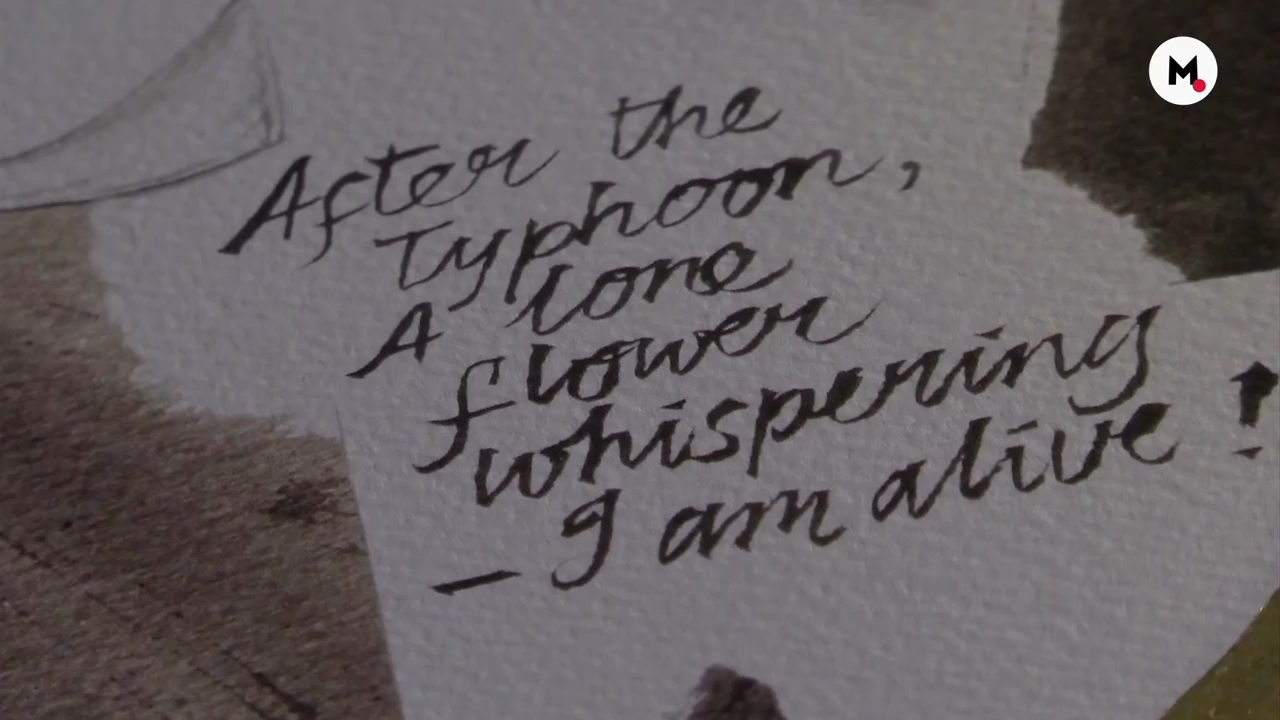 After the
Typhoon,
A lone
flower
whispering
– I am alive!
M.